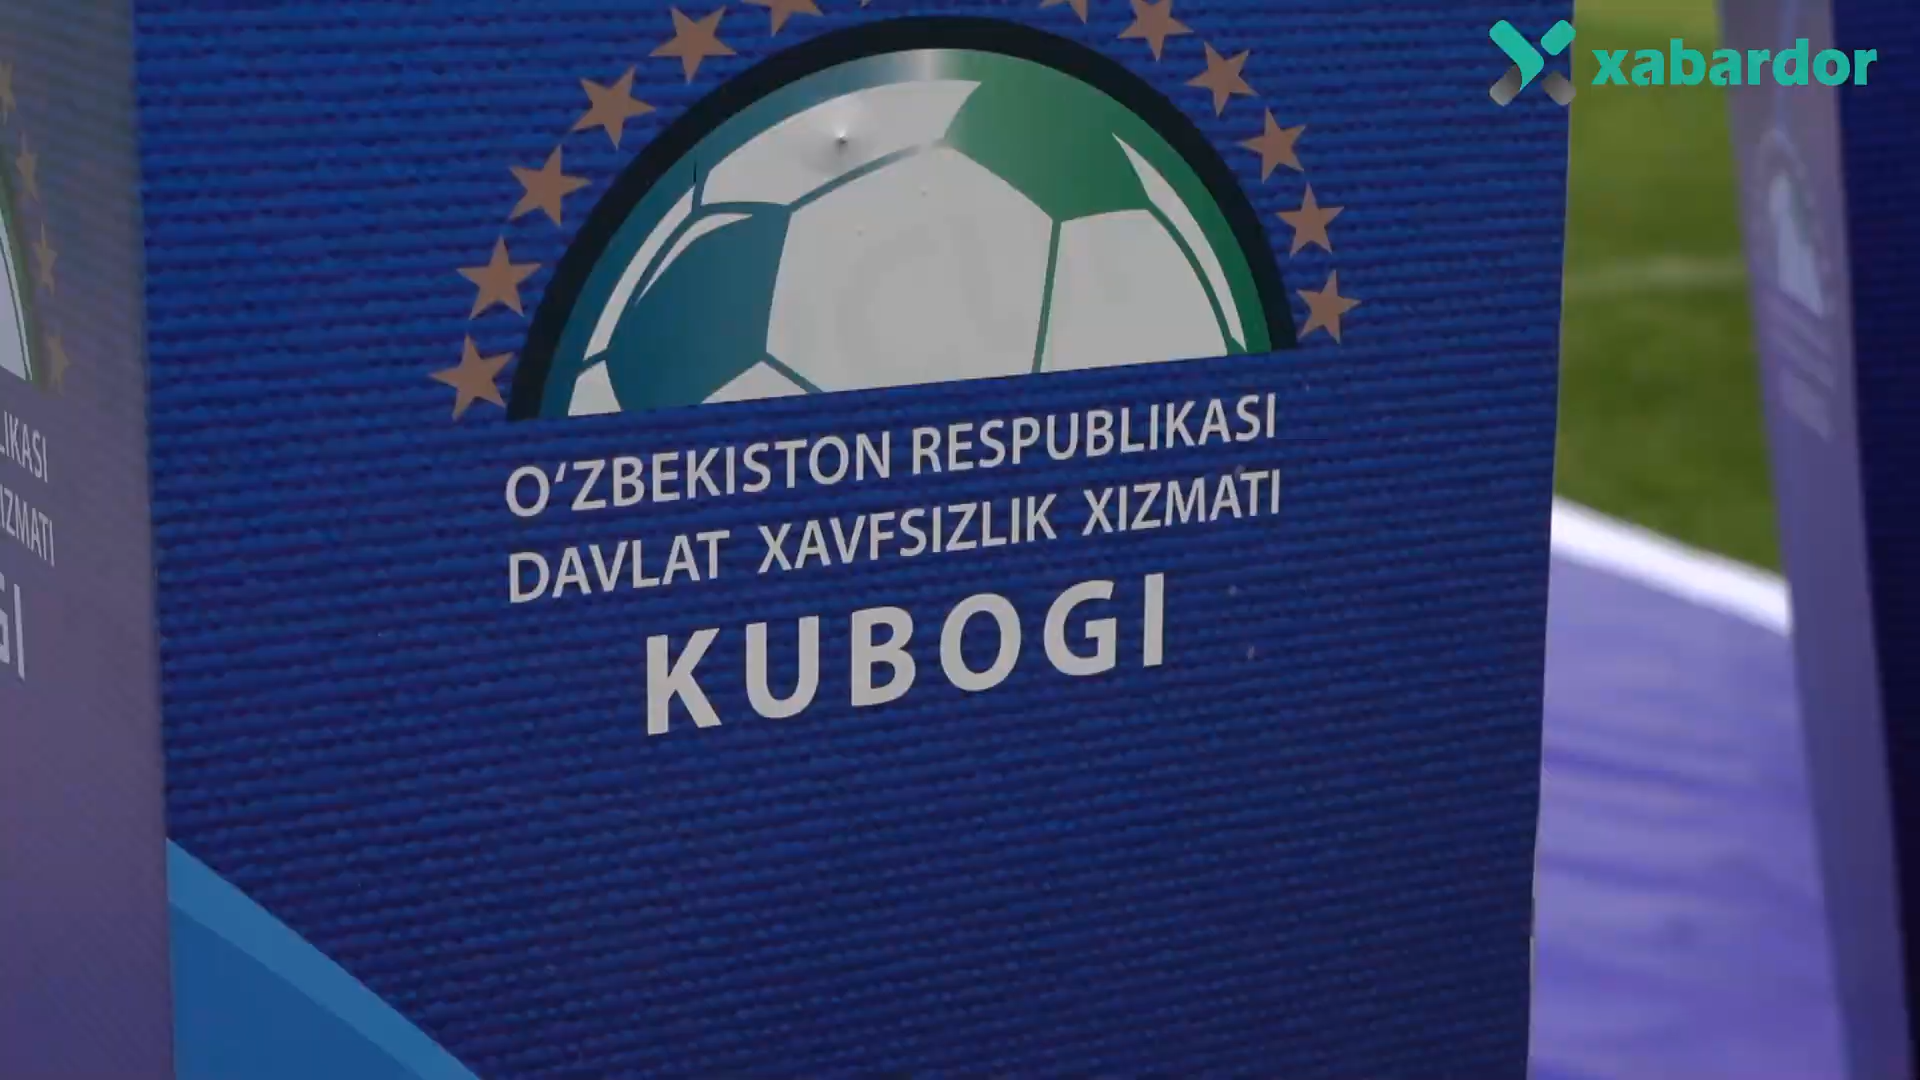 xabardor
O‘ZBEKISTON RESPUBLIKASI
DAVLAT XAVFSIZLIK XIZMATI
KUBOGI